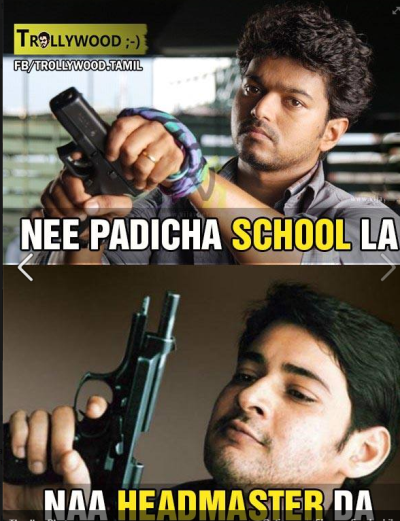 TROLLYWOOD ;-)
FB/TROLLYWOOD.TAMIL
NEE PADICHA SCHOOL LA
NAA HEADMASTER DA